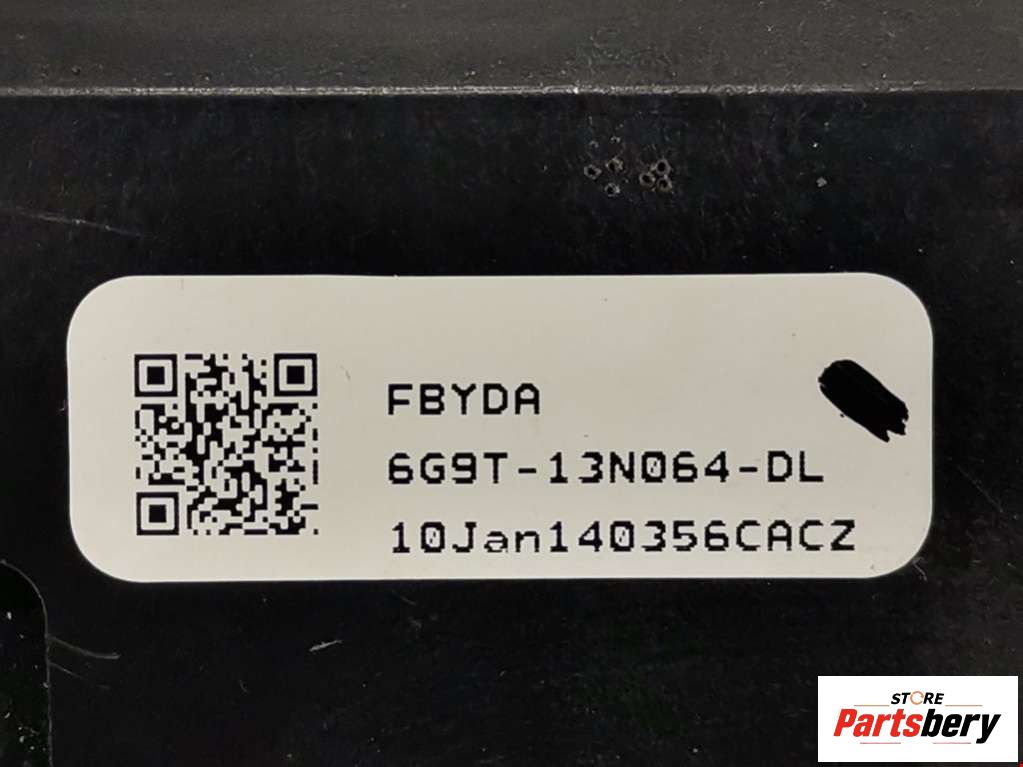 FBYDA
6G9T-13N064-DL
10Jan140356CACZ
STORE
Partsbery